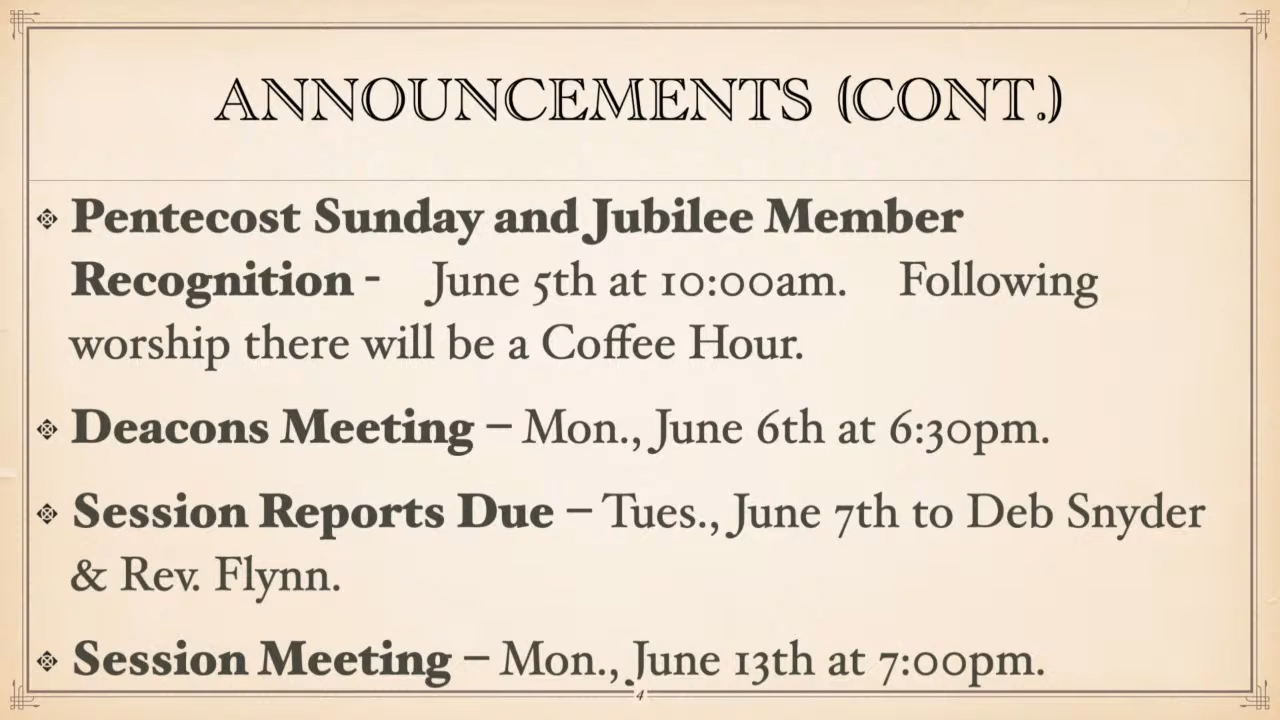 ANNOUNCEMENTS (CONT.)
Pentecost Sunday and Jubilee Member
Recognition - June 5th at 10:00am. Following
worship there will be a Coffee Hour.
Deacons Meeting – Mon., June 6th at 6:30pm.
Session Reports Due – Tues., June 7th to Deb Snyder
& Rev. Flynn.
Session Meeting – Mon., June 13th at 7:00pm.
4